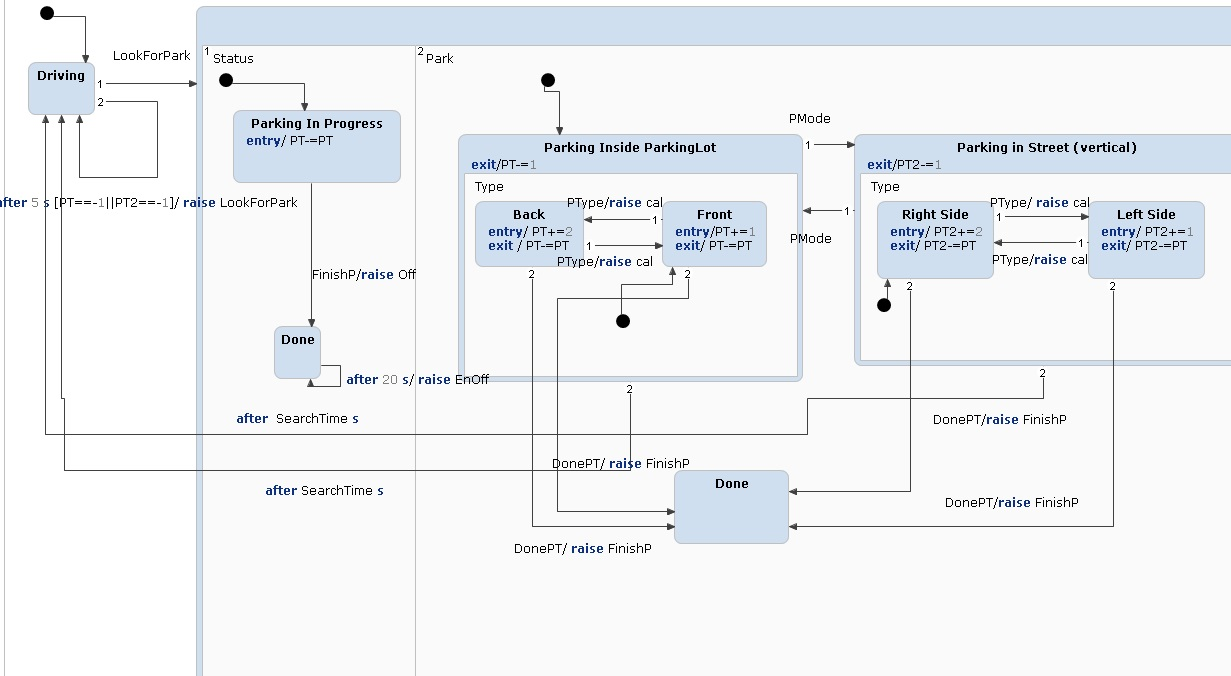 LookForPark
Driving
1
2
after 5 s [PT==-1||PT2==-1]/ raise LookForPark
1
Status
Parking In Progress
entry/ PT-=PT
FinishP/raise Off
Done
after 20 s/ raise EnOff
after SearchTime s
after SearchTime s
2
Park
Parking Inside ParkingLot
exit/PT-=1
Type
Back
entry/ PT+=2
exit / PT-=PT
PType/raise cal
1
1
PType/raise cal
Front
entry/PT+=1
exit/ PT-=PT
2
2
2
PMode
1
1
PMode
Parking in Street (vertical)
exit/PT2-=1
Type
Right Side
entry/ PT2+=2
exit/ PT2-=PT
PType/ raise cal
1
1
PType/raise cal
Left Side
entry/ PT2+=1
exit/ PT2-=PT
2
2
2
DonePT/raise FinishP
DonePT/ raise FinishP
Done
DonePT/raise FinishP
DonePT/ raise FinishP